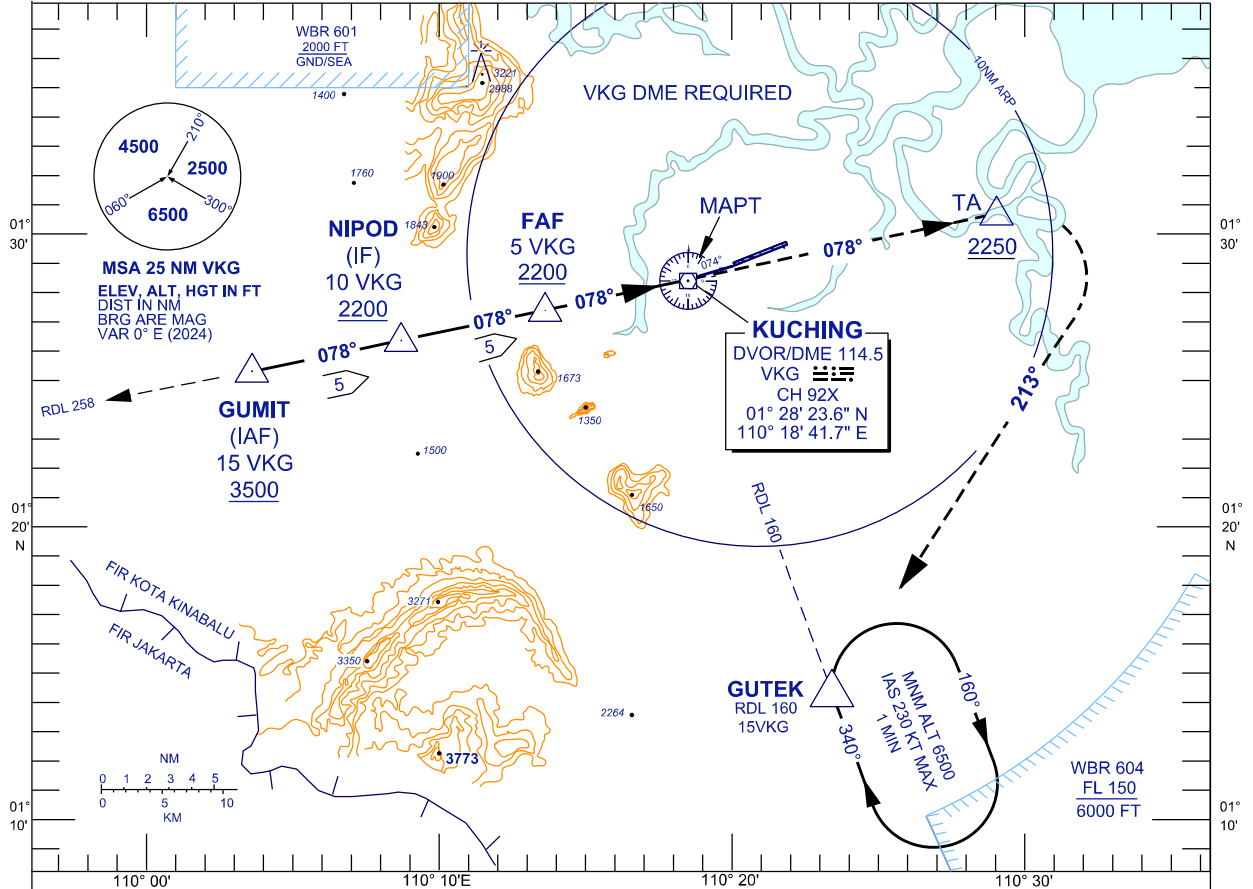 WBR 601
2000 FT
GND/SEA
3221
2988
1400
VKG DME REQUIRED
10NM ARP
4500
210°
2500
060°
300°
6500
1760
1900
1843
MSA 25 NM VKG
ELEV, ALT, HGT IN FT
DIST IN NM
BRG ARE MAG
VAR 0° E (2024)
NIPOD
(IF)
10 VKG
2200
FAF
5 VKG
2200
MAPT
TA
2250
01°
30'
01°
30'
074°
078°
078°
078°
078°
5
5
RDL 258
GUMIT
(IAF)
15 VKG
3500
KUCHING
DVOR/DME 114.5
VKG
CH 92X
01° 28' 23.6" N
110° 18' 41.7" E
213°
1673
1350
1500
1650
RDL 160
01°
20'
N
01°
20'
N
FIR KOTA KINABALU
FIR JAKARTA
3271
3350
2264
3773
GUTEK
RDL 160
15VKG
340°
160°
MNM ALT 6500
IAS 230 KT MAX
1 MIN
WBR 604
FL 150
6000 FT
NM
0 1 2 3 4 5
0 5 10
KM
01°
10'
01°
10'
110° 00'
110° 10'E
110° 20'
110° 30'